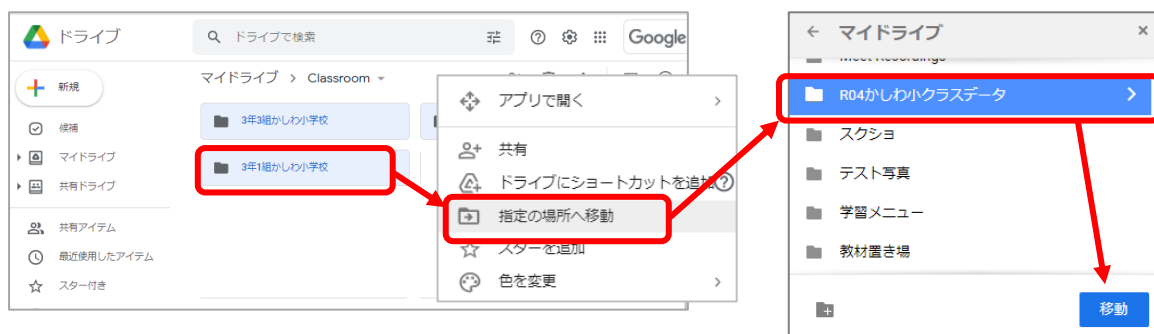 ドライブ
ドライブで検索
Google
新規
候補
マイドライブ
共有ドライブ
共有アイテム
最近使用したアイテム
スター付き
マイドライブ > Classroom
3年3組かしわ小学校
3年1組かしわ小学校
アプリで開く
共有
ドライブにショートカットを追加
指定の場所へ移動
スターを追加
色を変更
マイドライブ
Meet Recordings
R04かしわ小クラスデータ
スクショ
テスト写真
学習メニュー
教材置き場
移動